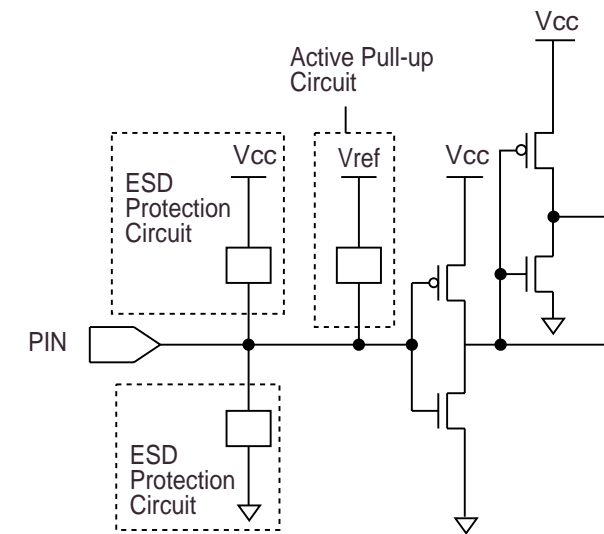 Vcc
Active Pull-up
Circuit
Vcc
Vref
Vcc
ESD
Protection
Circuit
PIN
ESD
Protection
Circuit